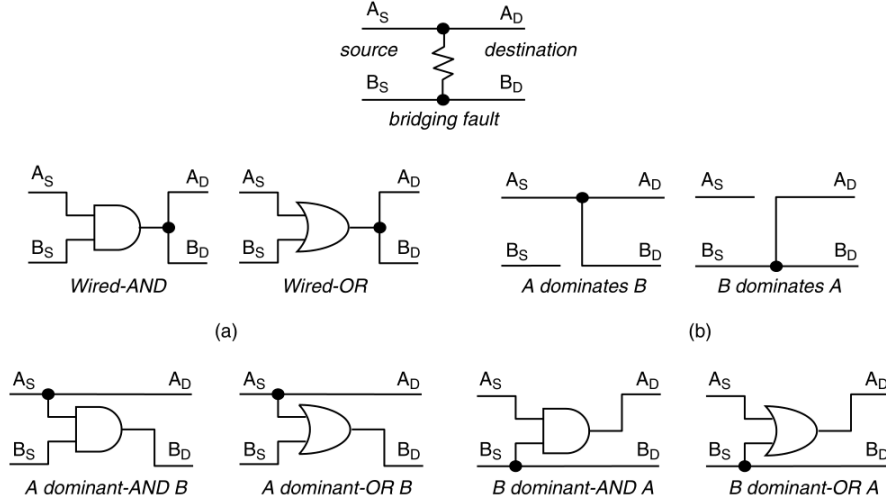 A_S A_D
source destination
B_S B_D
bridging fault
A_S A_D A_S A_D A_S A_D A_S A_D
B_S B_D B_S B_D B_S B_D B_S B_D
Wired-AND Wired-OR A dominates B B dominates A
(a) (b)
A_S A_D A_S A_D A_S A_D A_S A_D
B_S B_D B_S B_D B_S B_D B_S B_D
A dominant-AND B A dominant-OR B B dominant-AND A B dominant-OR A